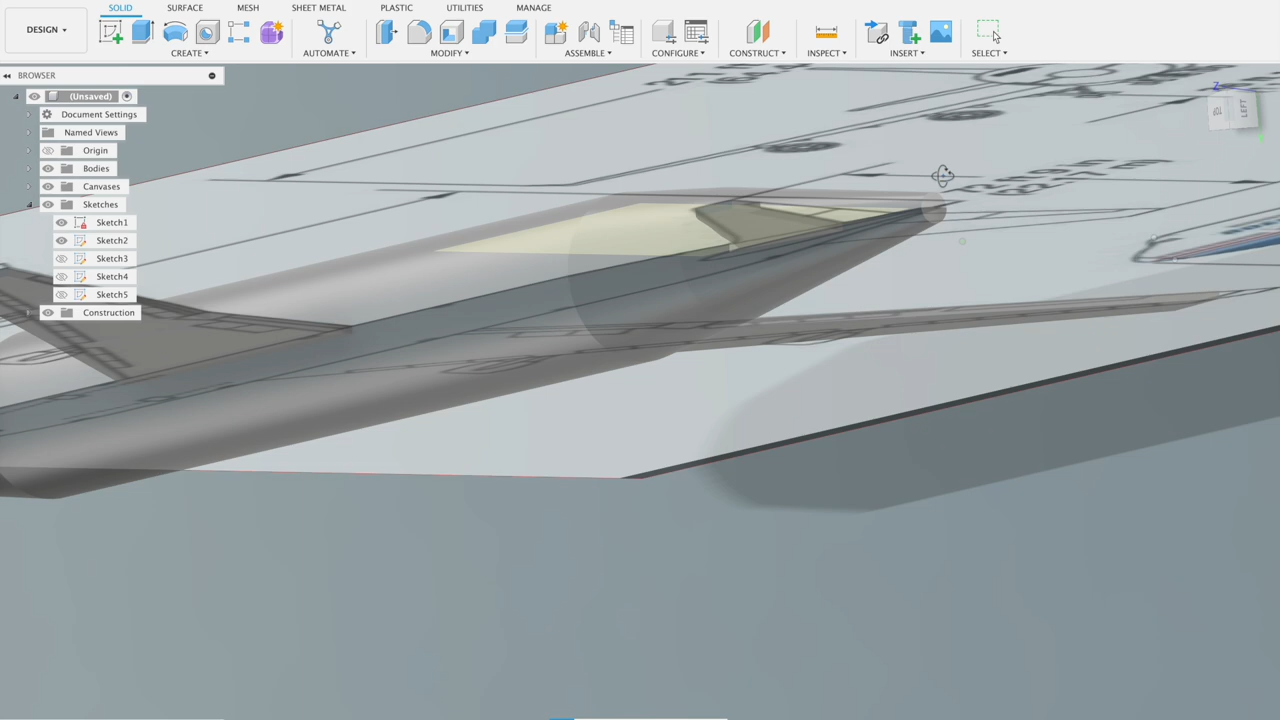 SOLID SURFACE MESH SHEET METAL PLASTIC UTILITIES MANAGE
DESIGN
CREATE AUTOMATE MODIFY ASSEMBLE CONFIGURE CONSTRUCT INSPECT INSERT SELECT
BROWSER
(Unsaved)
Document Settings
Named Views
Origin
Bodies
Canvases
Sketches
Sketch1
Sketch2
Sketch3
Sketch4
Sketch5
Construction
Z
LEFT